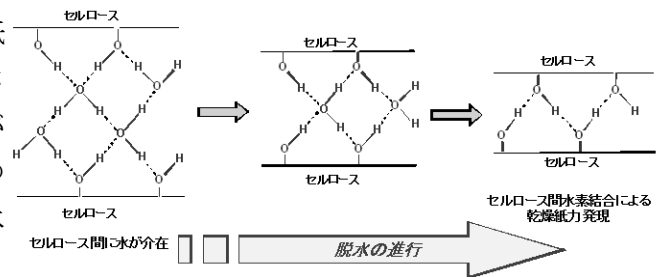 セルロース
セルロース
セルロース
O O O O O
H H H H H H H
O O O O
H H H H H H H
O O O O
H H H H H
O O O O
セルロース
セルロース
セルロース
セルロース間に水が介在
セルロース間水素結合による
乾燥紙力発現
脱水の進行